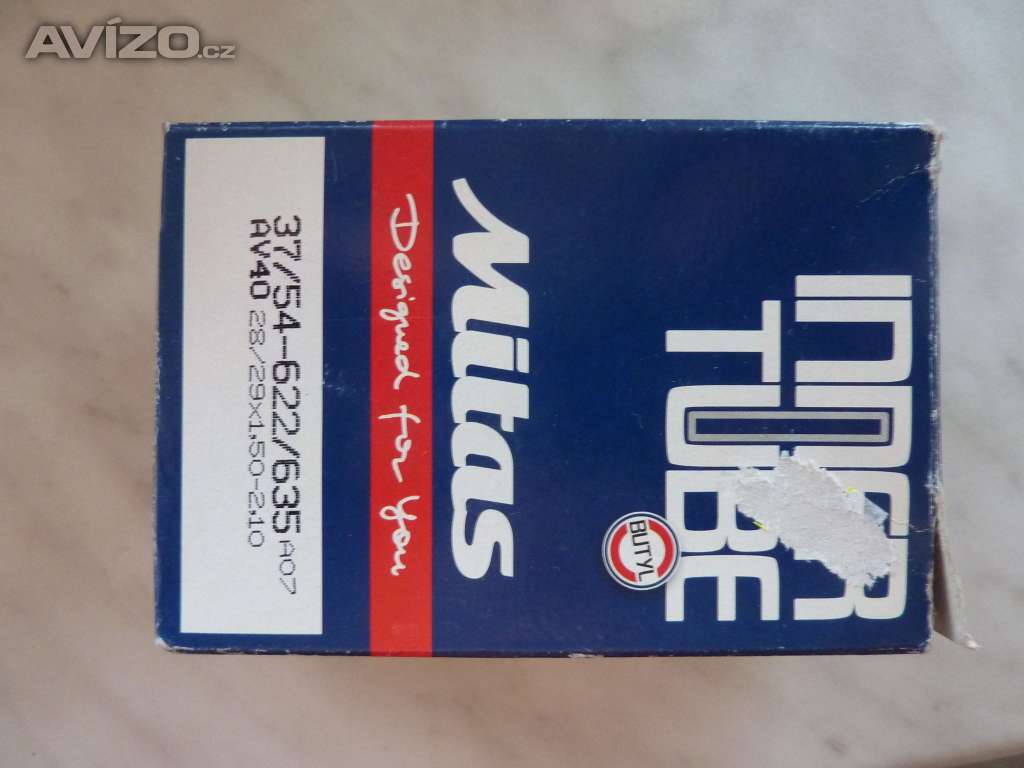 AVÍZO.cz
INNER
TUBE
BUTYL
Mitas
Designed for you
37/54-622/635 A07
AV40 28/29x1,50-2,10